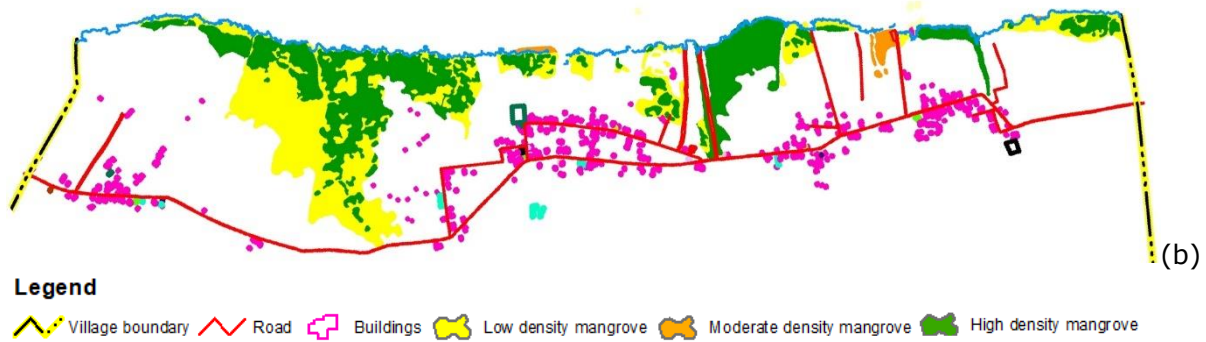 (b)
Legend
Village boundary Road Buildings Low density mangrove Moderate density mangrove High density mangrove